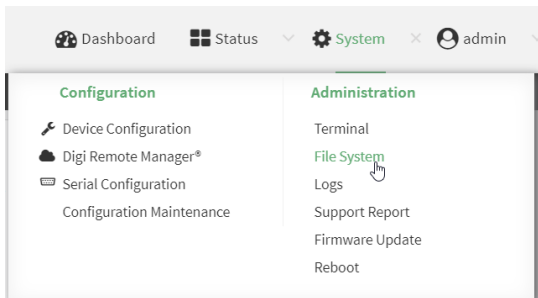 Dashboard Status System admin
Configuration
Device Configuration
Digi Remote Manager®
Serial Configuration
Configuration Maintenance
Administration
Terminal
File System
Logs
Support Report
Firmware Update
Reboot